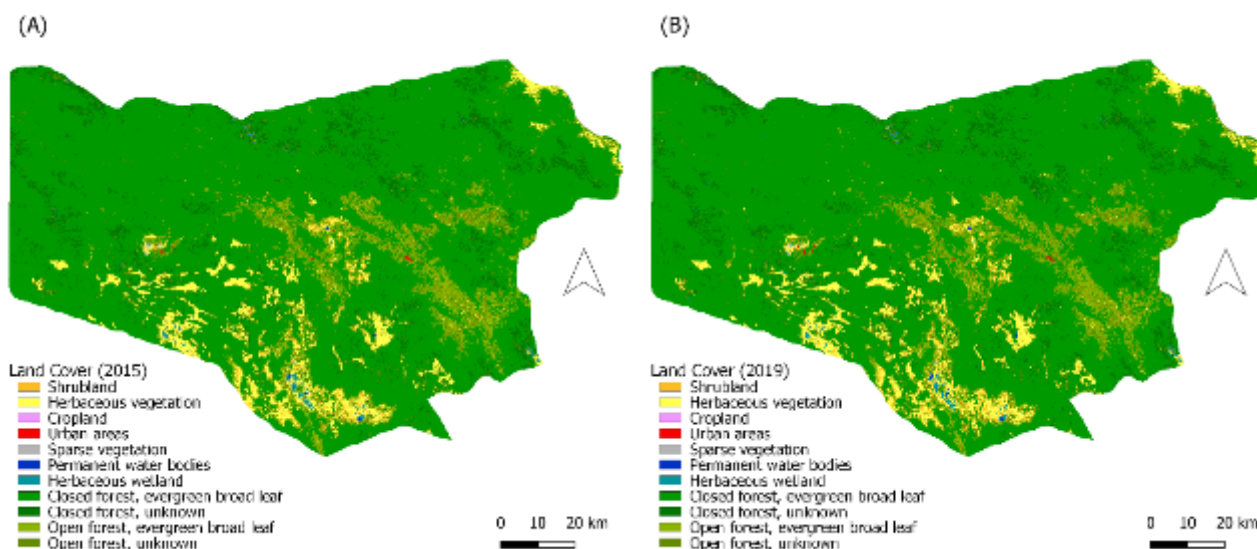 (A)
(B)
Land Cover (2015)
Shrubland
Herbaceous vegetation
Cropland
Urban areas
Sparse vegetation
Permanent water bodies
Herbaceous wetland
Closed forest, evergreen broad leaf
Closed forest, unknown
Open forest, evergreen broad leaf
Open forest, unknown
0 10 20 km
Land Cover (2019)
Shrubland
Herbaceous vegetation
Cropland
Urban areas
Sparse vegetation
Permanent water bodies
Herbaceous wetland
Closed forest, evergreen broad leaf
Closed forest, unknown
Open forest, evergreen broad leaf
Open forest, unknown
0 10 20 km